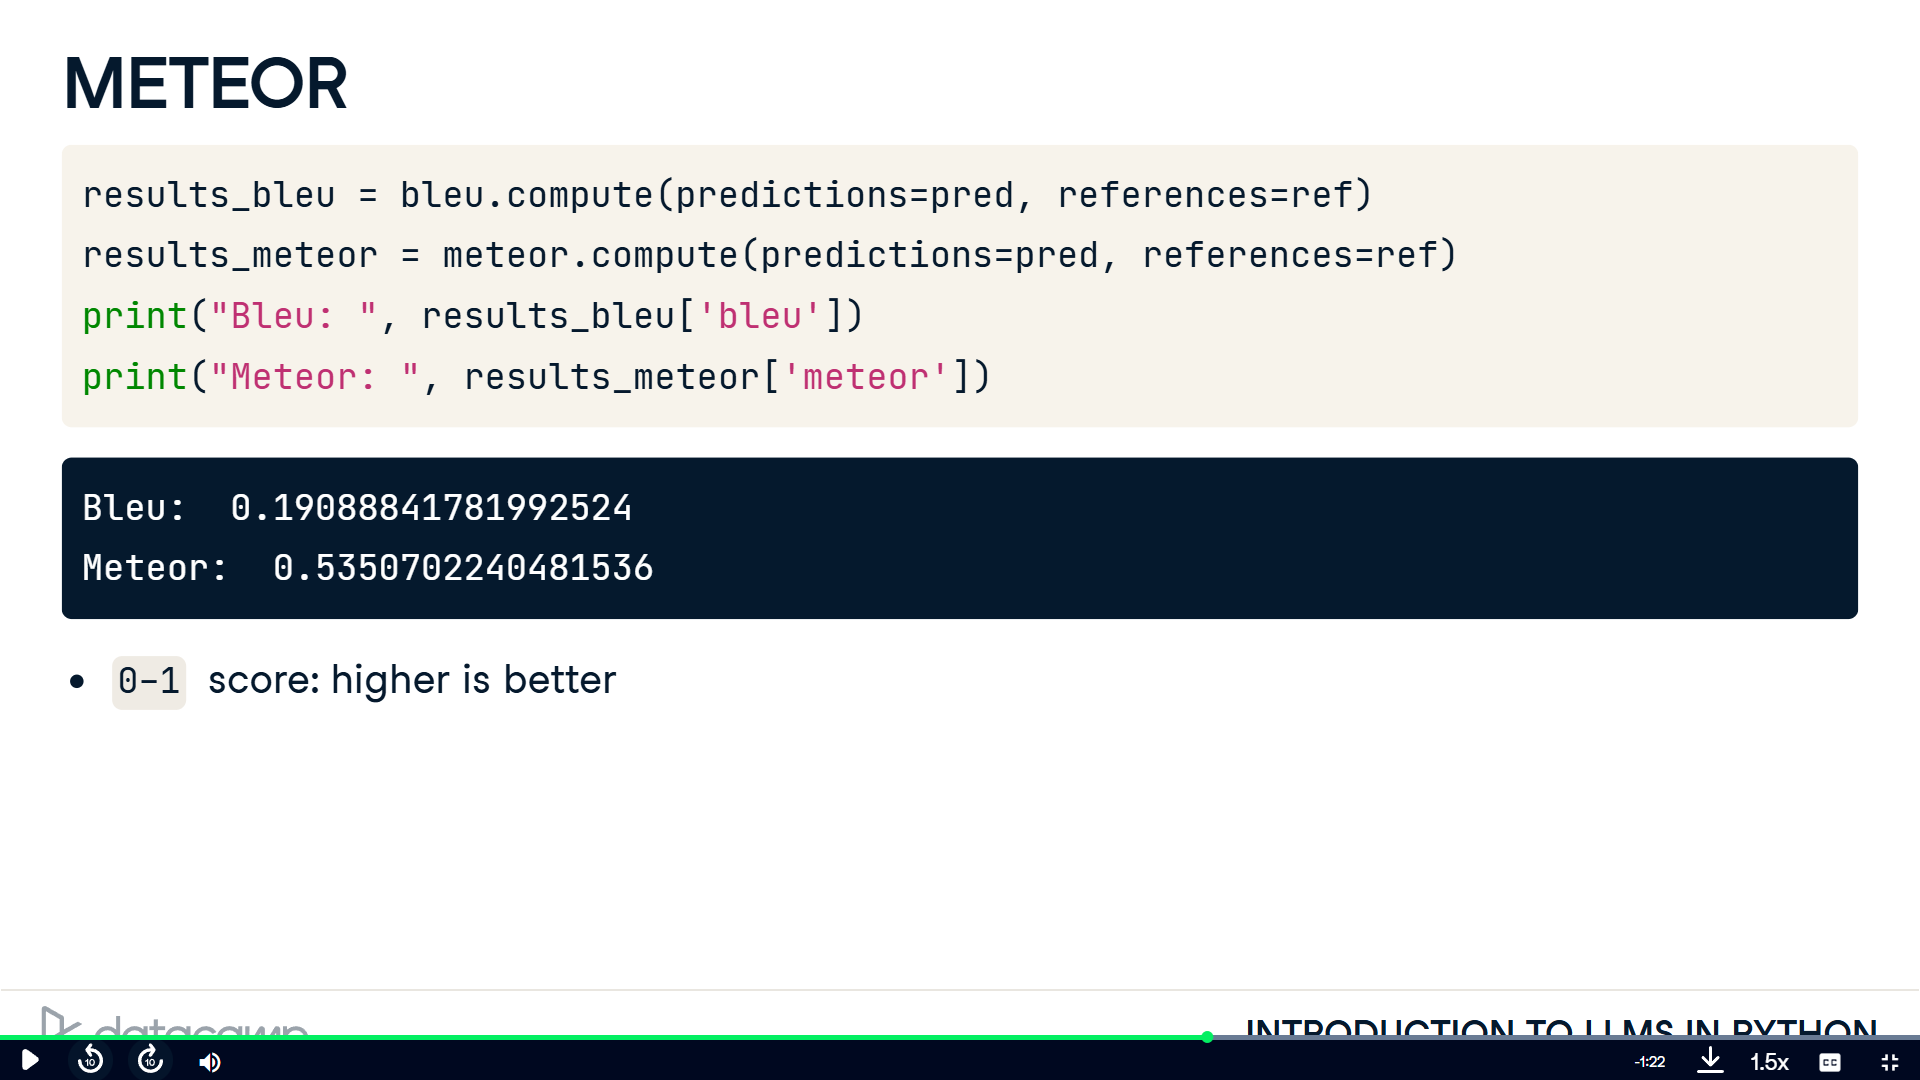 METEOR
results_bleu = bleu.compute(predictions=pred, references=ref)
results_meteor = meteor.compute(predictions=pred, references=ref)
print("Bleu: ", results_bleu['bleu'])
print("Meteor: ", results_meteor['meteor'])
Bleu:  0.19088841781992524
Meteor:  0.5350702240481536
• 0-1 score: higher is better
datacamp
INTRODUCTION TO LLMS IN PYTHON
10 10 -1:22 1.5x CC